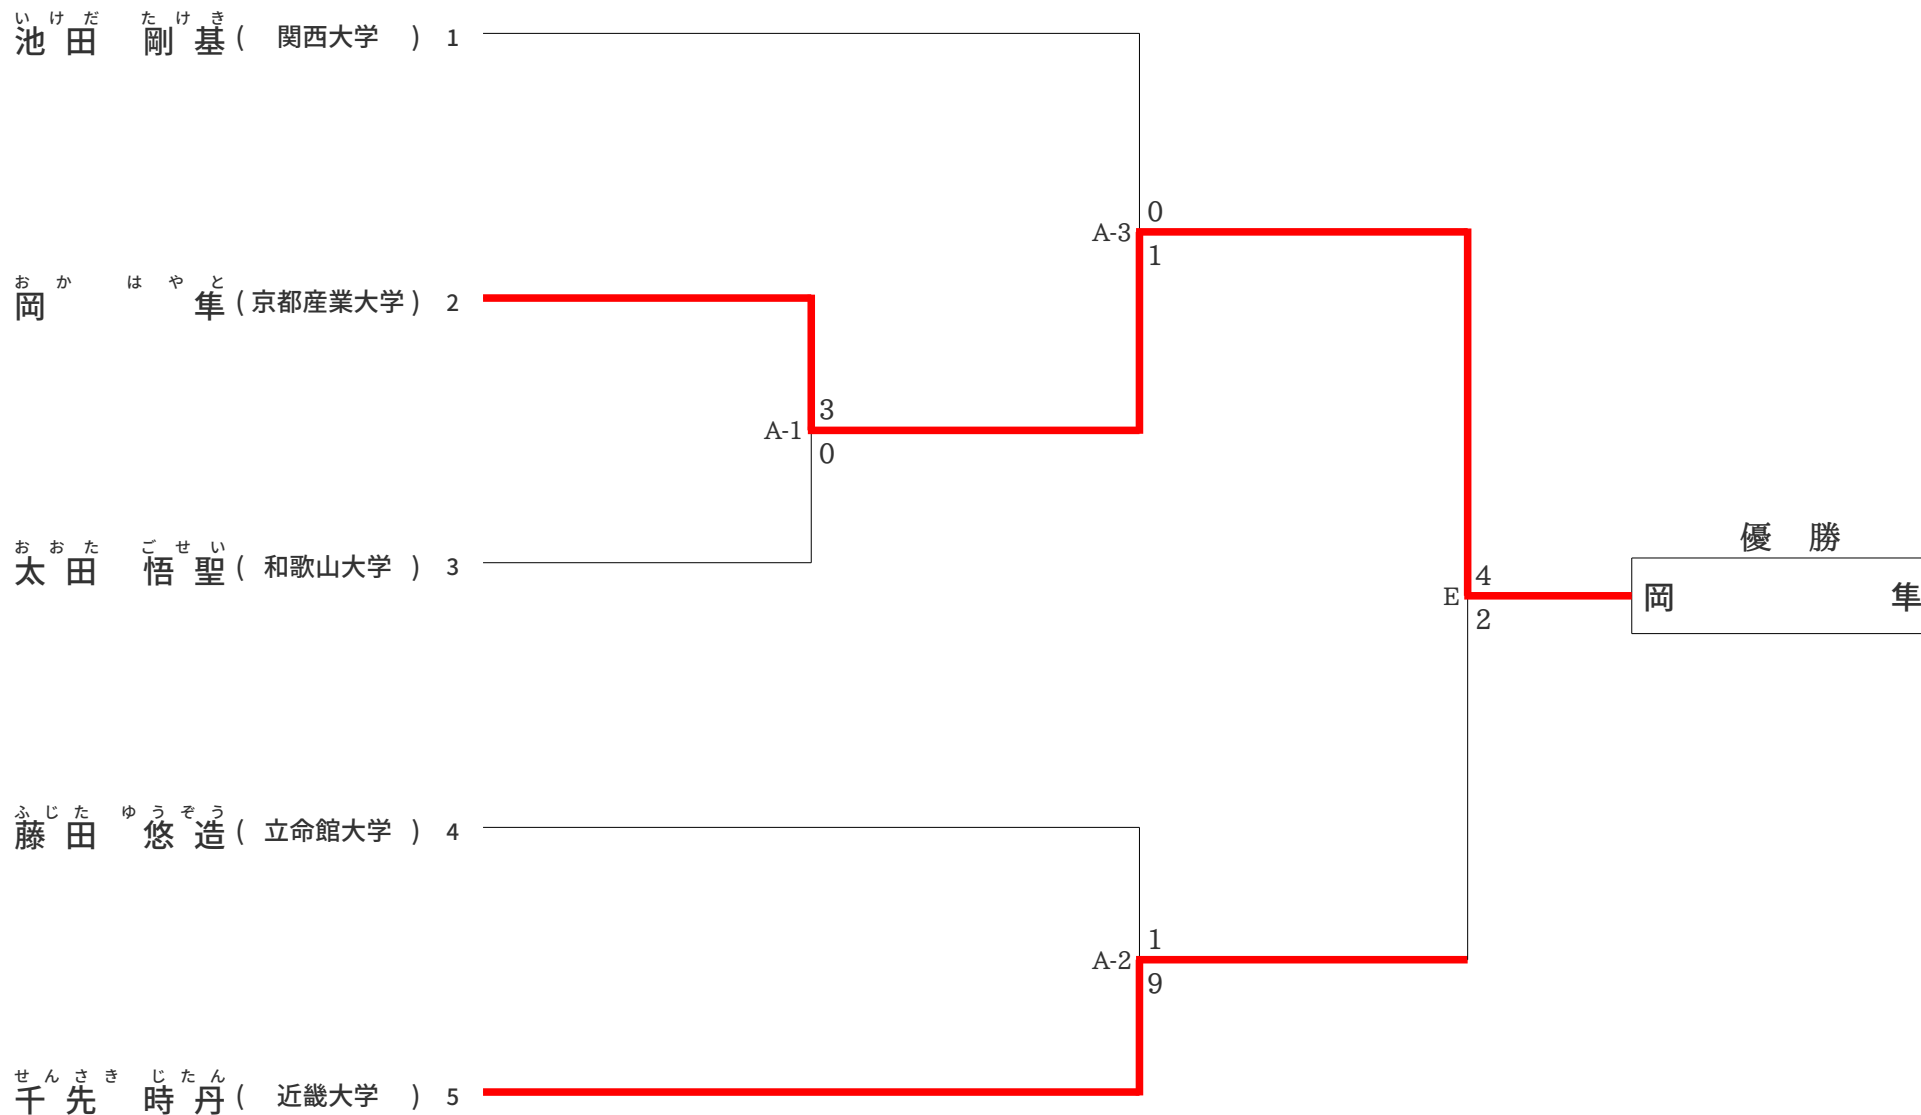 いけだ たけき
池田 剛基 ( 関西大学 ) 1
0
A-3
1
おか はやと
岡 隼 ( 京都産業大学 ) 2
3
A-1
0
優 勝
おおた ごせい
太田 悟聖 ( 和歌山大学 ) 3
4
E
岡 隼
2
ふじた ゆうぞう
藤田 悠造 ( 立命館大学 ) 4
1
A-2
9
せんさき じたん
千先 時丹 ( 近畿大学 ) 5